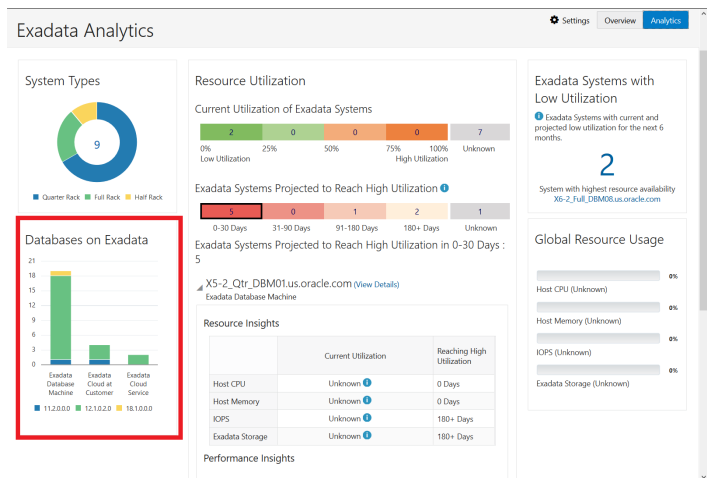 Exadata Analytics
Settings Overview Analytics
System Types
9
Quarter Rack Full Rack Half Rack
Databases on Exadata
21
18
15
12
9
6
3
0
Exadata Database Machine
Exadata Cloud at Customer
Exadata Cloud Service
11.2.0.0.0 12.1.0.2.0 18.1.0.0.0
Resource Utilization
Current Utilization of Exadata Systems
2 0 0 0 7
0% 25% 50% 75% 100% Unknown
Low Utilization High Utilization
Exadata Systems Projected to Reach High Utilization
5 0 1 2 1
0-30 Days 31-90 Days 91-180 Days 180+ Days Unknown
Exadata Systems Projected to Reach High Utilization in 0-30 Days :
5
X5-2_Qtr_DBM01.us.oracle.com (View Details)
Exadata Database Machine
Resource Insights
Current Utilization Reaching High Utilization
Host CPU Unknown 0 Days
Host Memory Unknown 0 Days
IOPS Unknown 180+ Days
Exadata Storage Unknown 180+ Days
Performance Insights
Exadata Systems with
Low Utilization
Exadata Systems with current and
projected low utilization for the next 6
months.
2
System with highest resource availability
X6-2_Full_DBM08.us.oracle.com
Global Resource Usage
0%
Host CPU (Unknown)
0%
Host Memory (Unknown)
0%
IOPS (Unknown)
0%
Exadata Storage (Unknown)